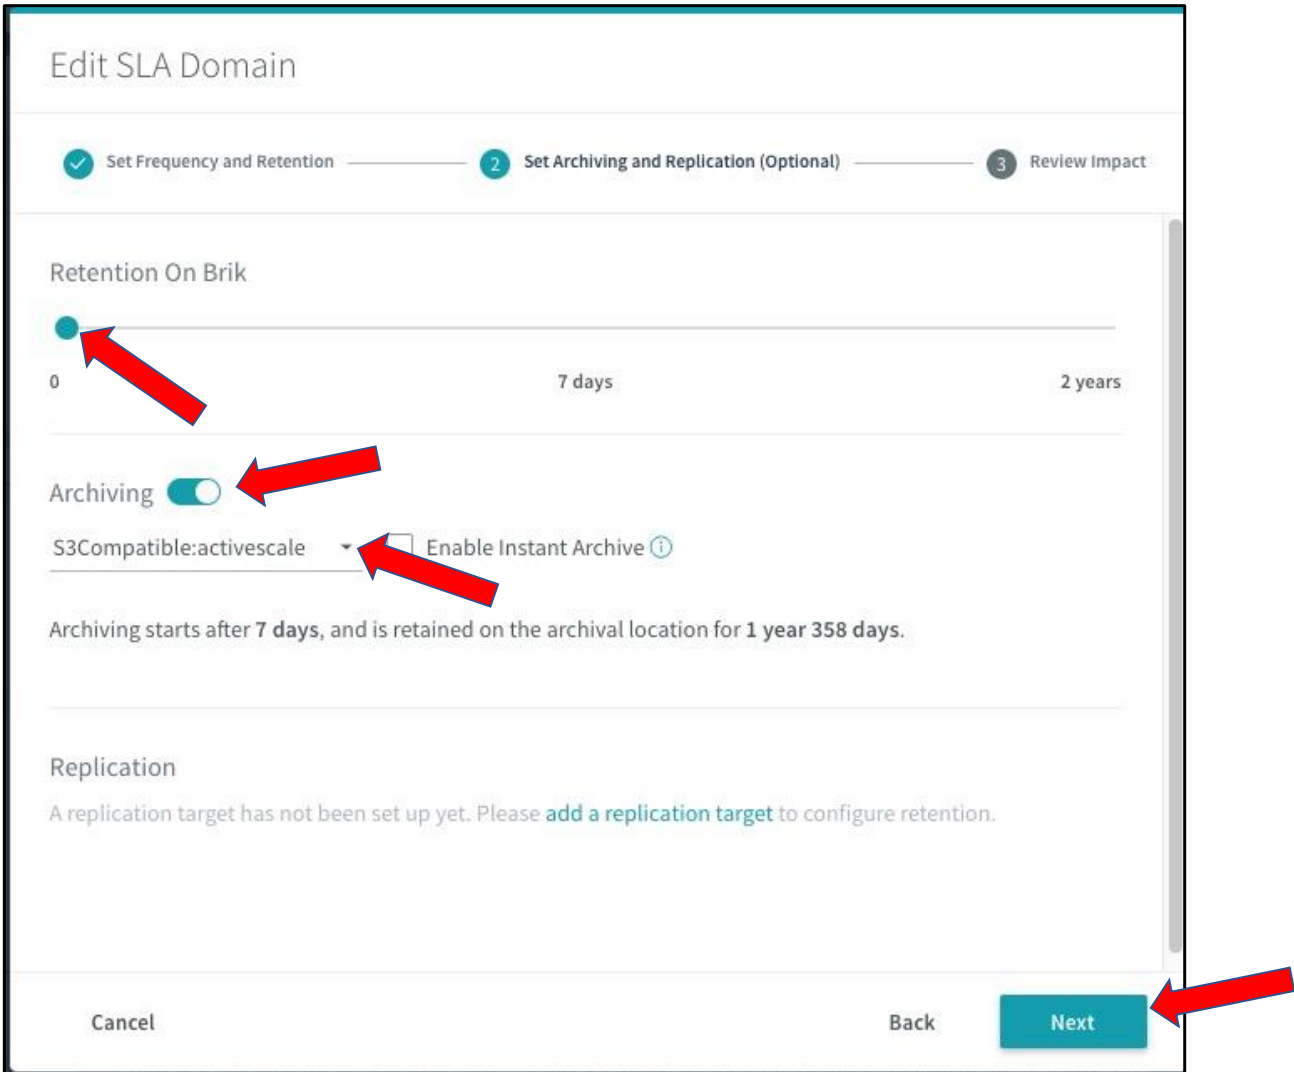 Edit SLA Domain
Set Frequency and Retention
2 Set Archiving and Replication (Optional)
3 Review Impact
Retention On Brik
0 7 days 2 years
Archiving
S3Compatible:activescale Enable Instant Archive
Archiving starts after 7 days, and is retained on the archival location for 1 year 358 days.
Replication
A replication target has not been set up yet. Please add a replication target to configure retention.
Cancel Back Next